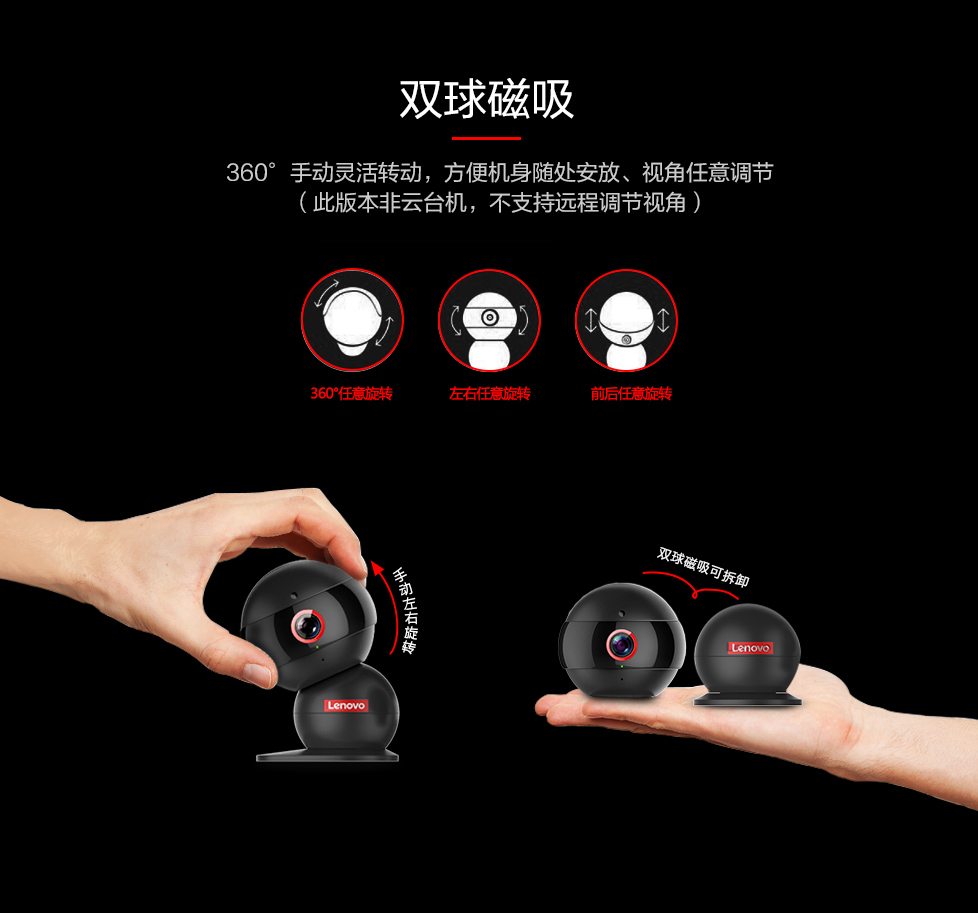 双球磁吸
360°手动灵活转动，方便机身随处安放、视角任意调节
（此版本非云台机，不支持远程调节视角）
360°任意旋转
左右任意旋转
前后任意旋转
手动左右旋转
双球磁吸可拆卸
Lenovo
Lenovo